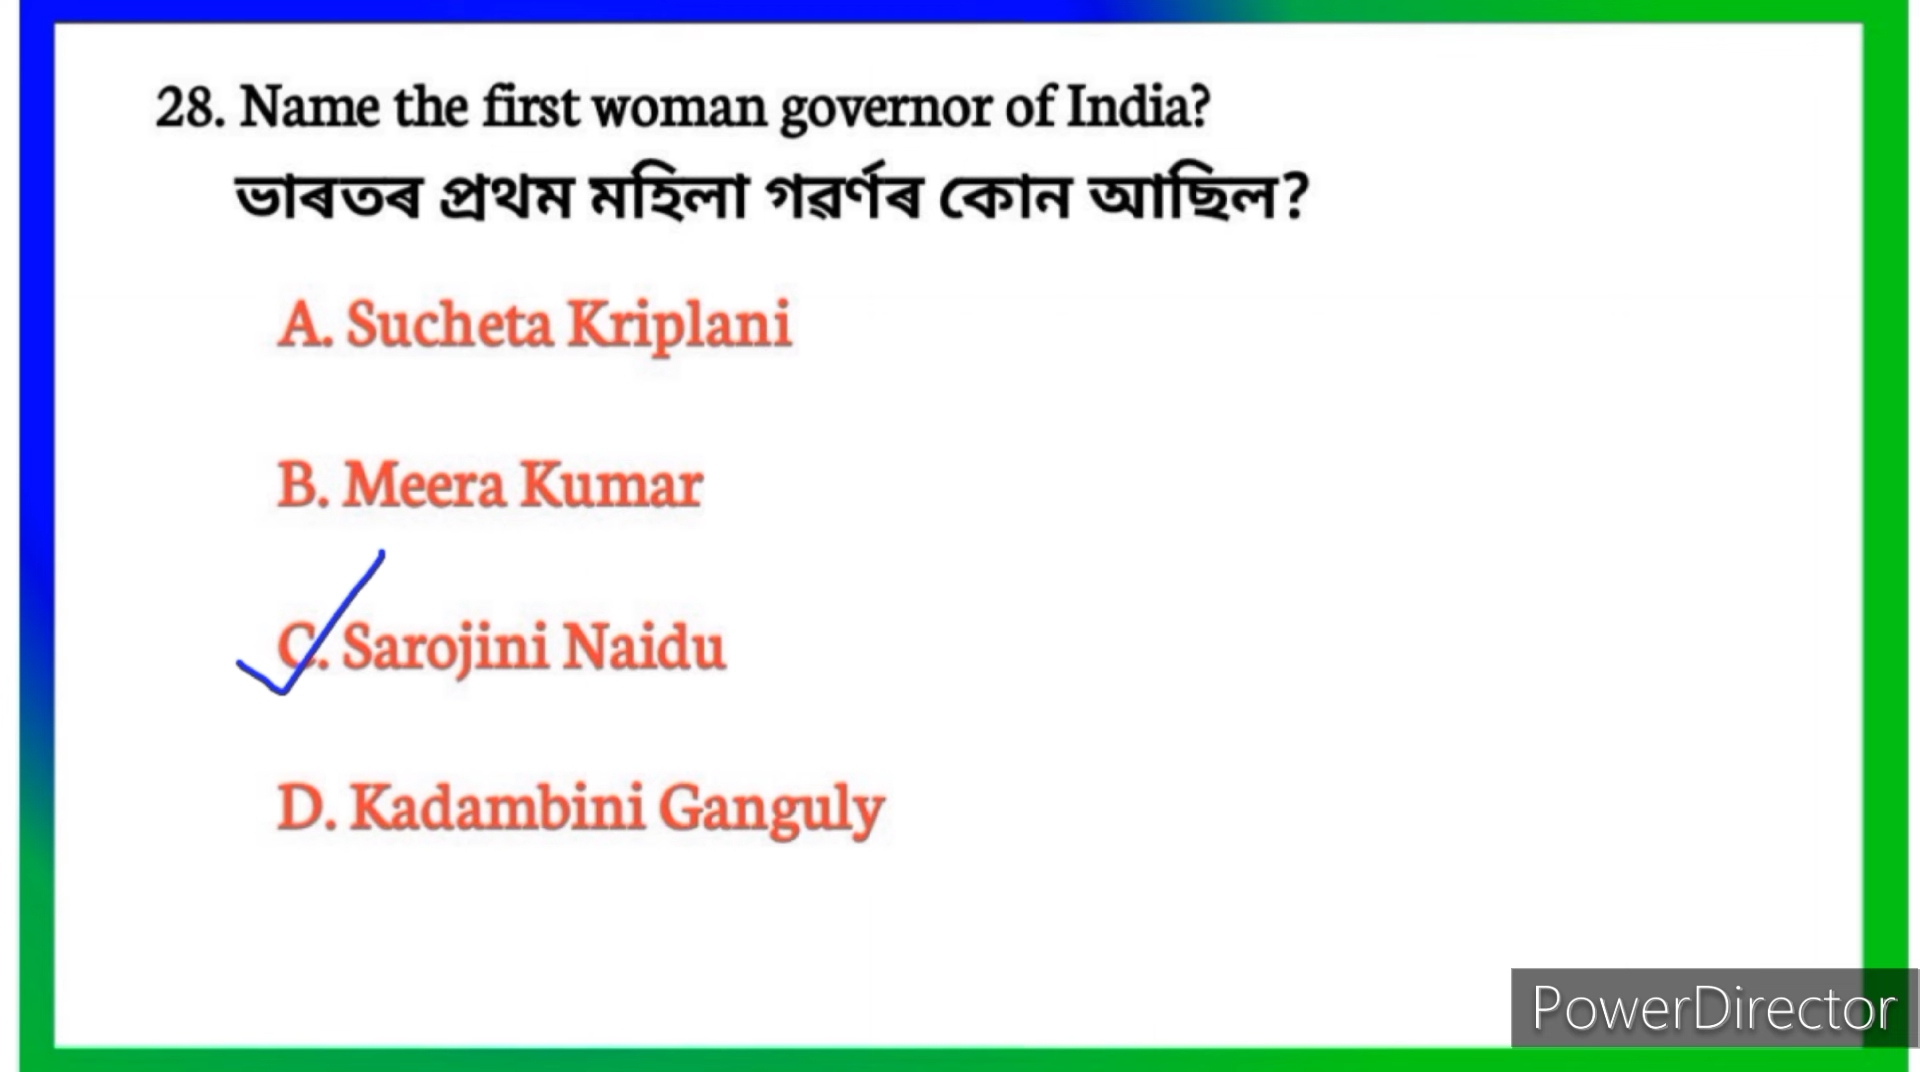 28. Name the first woman governor of India?
ভাৰতৰ প্ৰথম মহিলা গৱৰ্ণৰ কোন আছিল?
A. Sucheta Kriplani
B. Meera Kumar
C. Sarojini Naidu
D. Kadambini Ganguly
PowerDirector